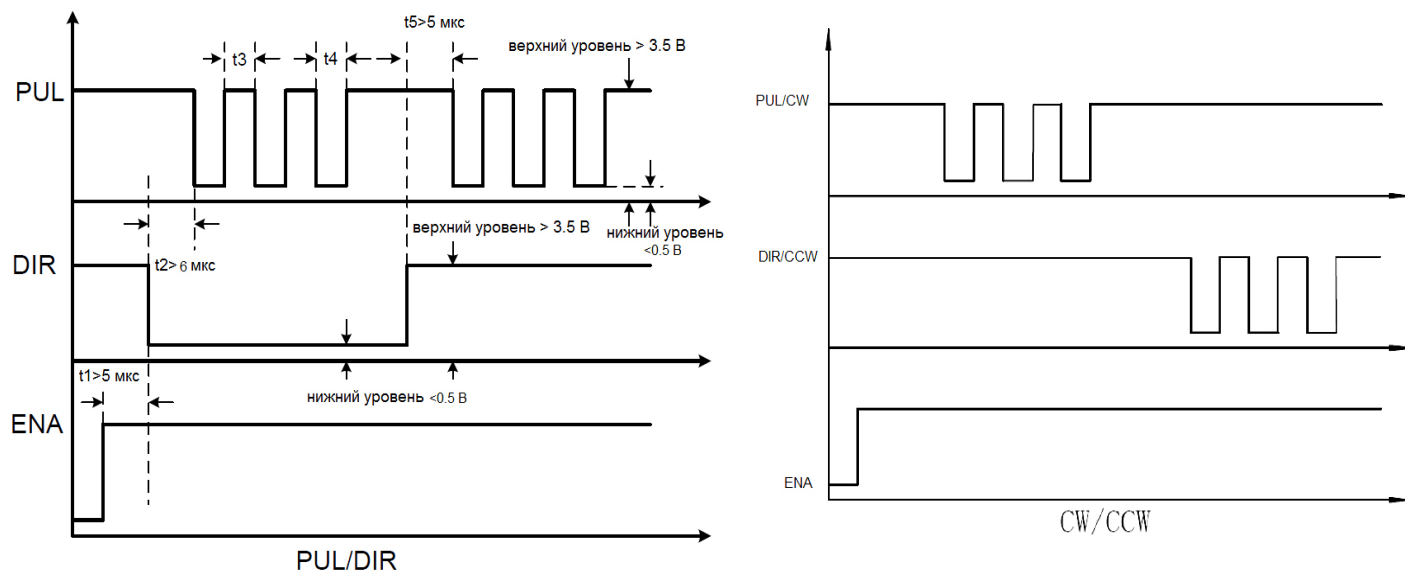 t5>5 мкс
верхний уровень > 3.5 В
t3
t4
PUL
верхний уровень > 3.5 В
нижний уровень
<0.5 В
DIR
t2>6 мкс
t1>5 мкс
нижний уровень <0.5 В
ENA
PUL/DIR
PUL/CW
DIR/CCW
ENA
CW/CCW